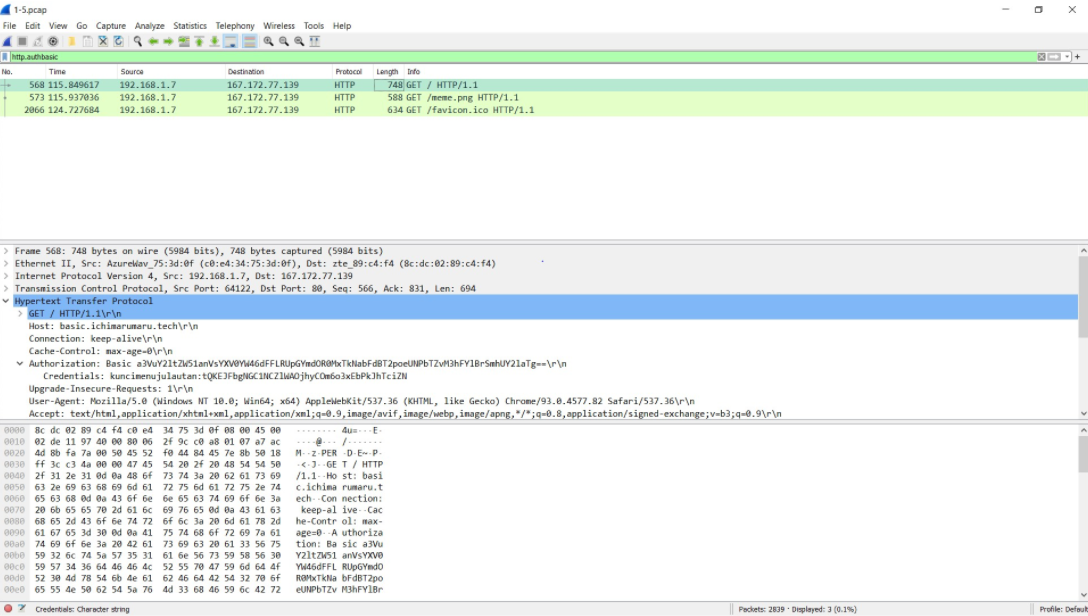 1-5.pcap
File Edit View Go Capture Analyze Statistics Telephony Wireless Tools Help
http.authbasic
No. Time Source Destination Protocol Length Info
568 115.849617 192.168.1.7 167.172.77.139 HTTP 748 GET / HTTP/1.1
573 115.937036 192.168.1.7 167.172.77.139 HTTP 588 GET /meme.png HTTP/1.1
2066 124.727684 192.168.1.7 167.172.77.139 HTTP 634 GET /favicon.ico HTTP/1.1
Frame 568: 748 bytes on wire (5984 bits), 748 bytes captured (5984 bits)
Ethernet II, Src: AzureWav_75:3d:0f (c0:e4:34:75:3d:0f), Dst: zte_89:c4:f4 (8c:dc:02:89:c4:f4)
Internet Protocol Version 4, Src: 192.168.1.7, Dst: 167.172.77.139
Transmission Control Protocol, Src Port: 64122, Dst Port: 80, Seq: 566, Ack: 831, Len: 694
Hypertext Transfer Protocol
GET / HTTP/1.1\r\n
Host: basic.ichimarumaru.tech\r\n
Connection: keep-alive\r\n
Cache-Control: max-age=0\r\n
Authorization: Basic
Credentials:
Upgrade-Insecure-Requests: 1\r\n
User-Agent: Mozilla/5.0 (Windows NT 10.0; Win64; x64) AppleWebKit/537.36 (KHTML, like Gecko) Chrome/93.0.4577.82 Safari/537.36\r\n
Accept: text/html,application/xhtml+xml,application/xml;q=0.9,image/avif,image/webp,image/apng,*/*;q=0.8,application/signed-exchange;v=b3;q=0.9\r\n
0000 8c dc 02 89 c4 f4 c0 e4 34 75 3d 0f 08 00 45 00 ········ 4u=···E·
0010 02 de 11 97 40 00 80 06 2f 9c c0 a8 01 07 a7 ac ····@··· /·······
0020 4d 8b fa 7a 00 50 45 52 f0 44 84 45 7e 8b 50 18 M··z·PER ·D·E~·P·
0030 ff 3c c3 4a 00 00 47 45 54 20 2f 20 48 54 54 50 ·<·J··GE T / HTTP
0040 2f 31 2e 31 0d 0a 48 6f 73 74 3a 20 62 61 73 69 /1.1··Ho st: basi
0050 63 2e 69 63 68 69 6d 61 72 75 6d 61 72 75 2e 74 c.ichima rumaru.t
0060 65 63 68 0d 0a 43 6f 6e 6e 65 63 74 69 6f 6e 3a ech··Con nection:
0070 20 6b 65 65 70 2d 61 6c 69 76 65 0d 0a 43 61 63 keep-al ive··Cac
0080 68 65 2d 43 6f 6e 74 72 6f 6c 3a 20 6d 61 78 2d he-Contr ol: max-
0090 61 67 65 3d 30 0d 0a 41 75 74 68 6f 72 69 7a 61 age=0··A uthoriza
00a0 74 69 6f 6e 3a 20 42 61 73 69 63 20 61 33 56 75 tion: Ba sic a3Vu
00b0 59 32 6c 74 5a 57 35 31 61 6e 56 73 59 58 56 30 Y2ltZW51 anVsYXV0
00c0 59 57 34 36 64 46 46 4c 52 55 70 47 59 6d 64 4f
00d0 52 30 4d 78 54 6b 4e 61 62 46 64 42 54 32 70 6f
00e0 65 55 4e 50 62 54 5a 76 4d 33 68 46 59 6c 42 72
Credentials: Character string
Packets: 2839 · Displayed: 3 (0.1%)
Profile: Default